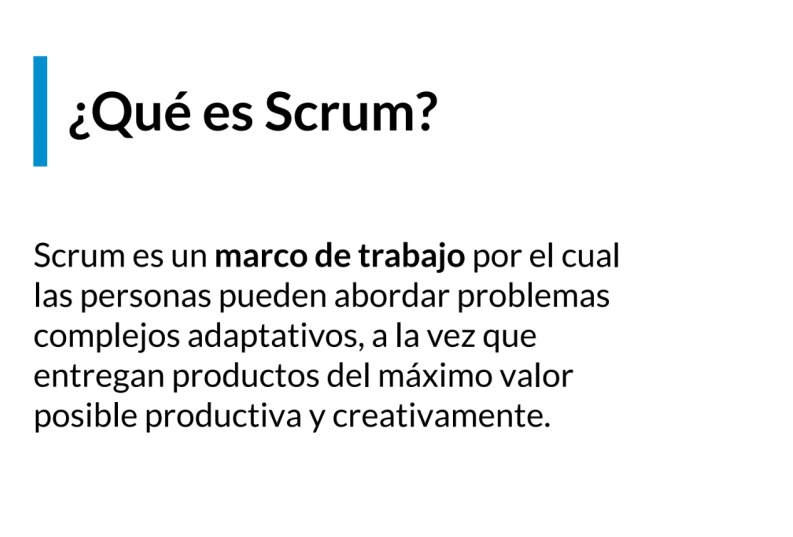 ¿Qué es Scrum?
Scrum es un marco de trabajo por el cual
las personas pueden abordar problemas
complejos adaptativos, a la vez que
entregan productos del máximo valor
posible productiva y creativamente.